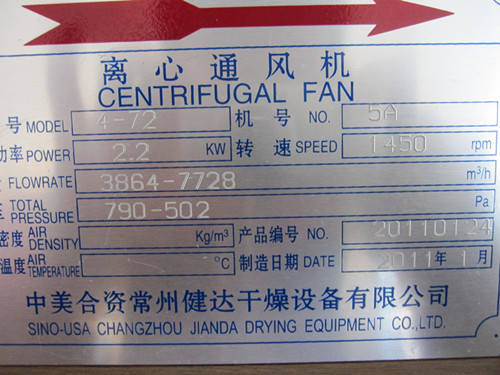 离心通风机
CENTRIFUGAL FAN
号 MODEL 4-72 机号 NO. 5A
功率 POWER 2.2 KW 转速 SPEED 1450 rpm
FLOWRATE 3864-7728 m³/h
TOTAL PRESSURE 790-502 Pa
密度 AIR DENSITY Kg/m³ 产品编号 NO. 20110124
温度 AIR TEMPERATURE °C 制造日期 DATE 2011年1月
中美合资常州健达干燥设备有限公司
SINO-USA CHANGZHOU JIANDA DRYING EQUIPMENT CO.,LTD.